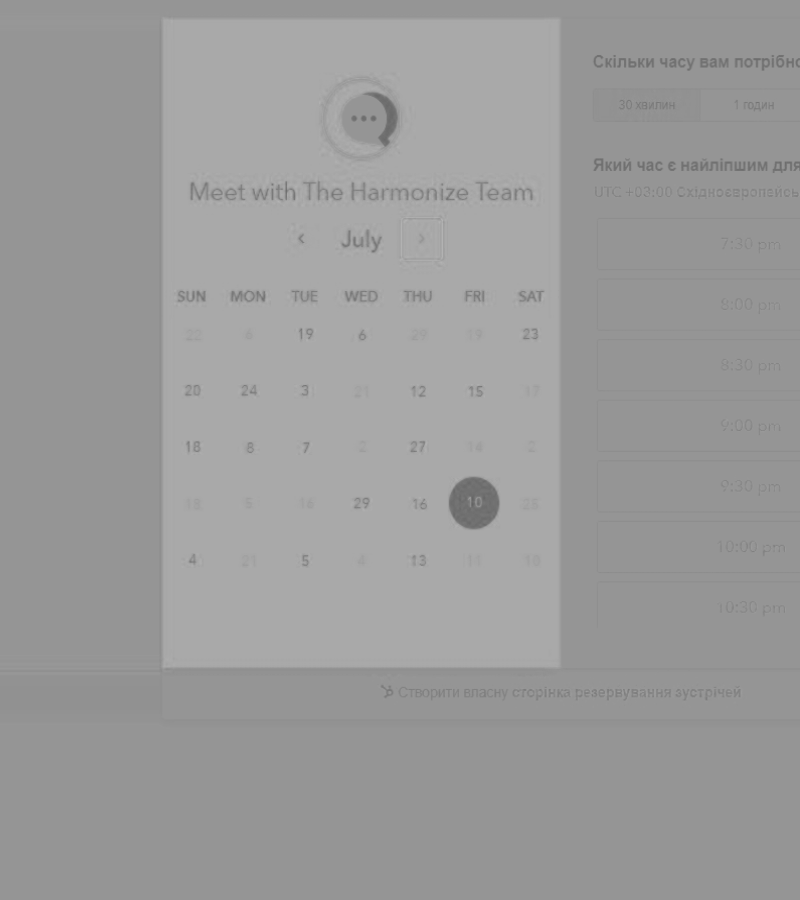 Meet with The Harmonize Team
July
SUN MON TUE WED THU FRI SAT
22 6 19 6 29 19 23
20 24 3 21 12 15 17
18 8 7 2 27 14 2
13 5 16 29 16 10 25
4 21 5 4 13 11 10
Скільки часу вам потрібно
30 хвилин 1 годин
Який час є найліпшим для
UTC +03:00 Східноєвропейсь
7:30 pm
8:00 pm
8:30 pm
9:00 pm
9:30 pm
10:00 pm
10:30 pm
Створити власну сторінка резервування зустрічей